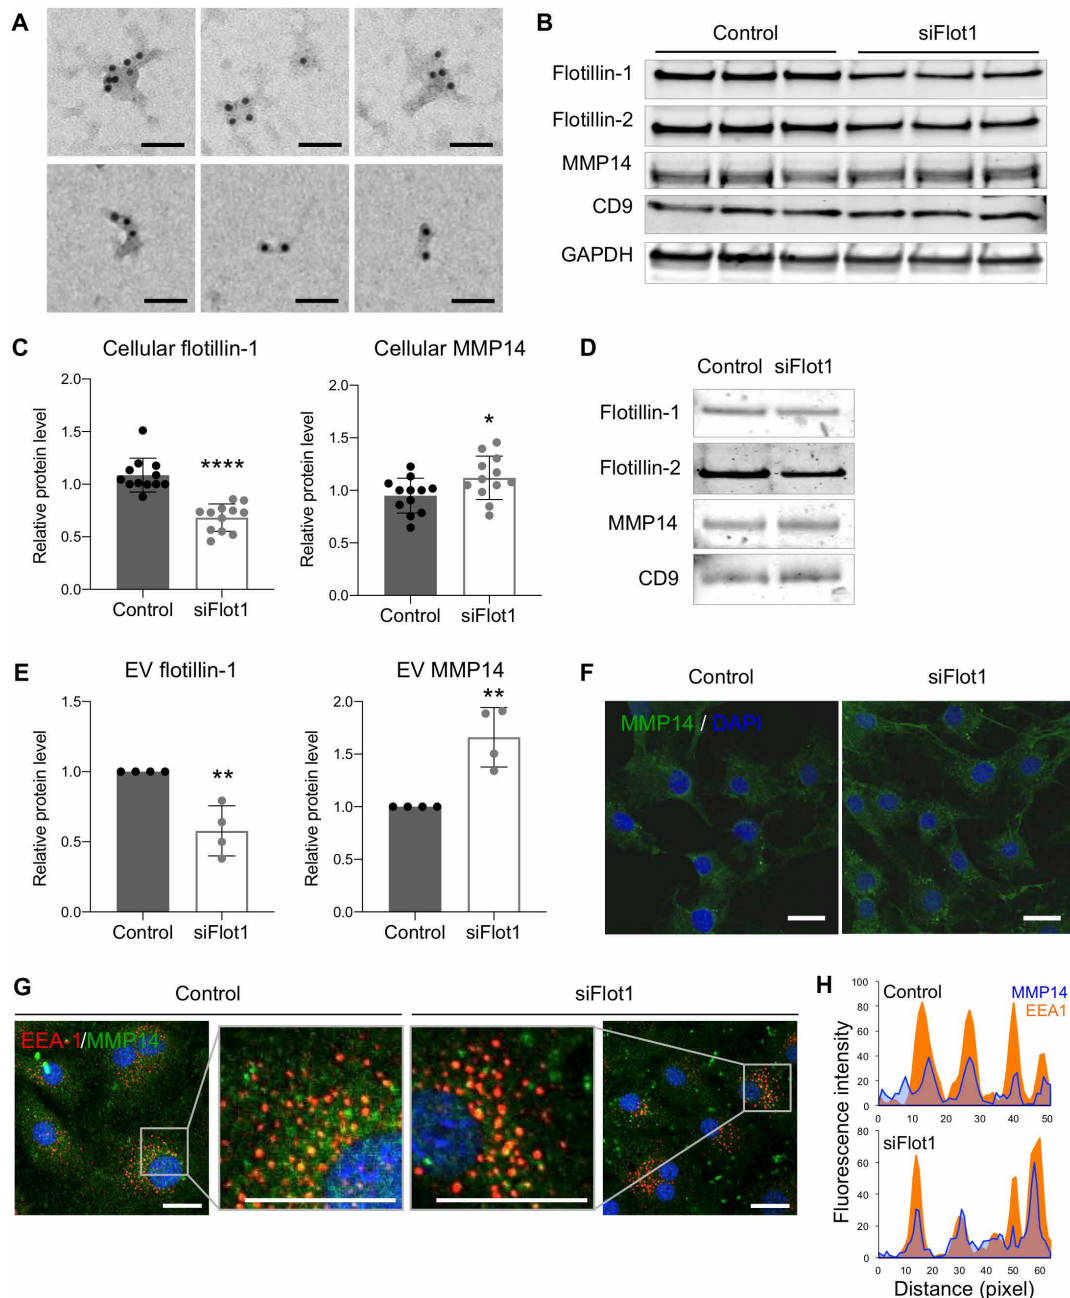 A
B
Control siFlot1
Flotillin-1
Flotillin-2
MMP14
CD9
GAPDH
C
Cellular flotillin-1
Relative protein level
2.0
1.5
1.0
0.5
0.0
****
Control siFlot1
Cellular MMP14
Relative protein level
2.0
1.5
1.0
0.5
0.0
*
Control siFlot1
D
Control siFlot1
Flotillin-1
Flotillin-2
MMP14
CD9
E
EV flotillin-1
Relative protein level
1.5
1.0
0.5
0.0
**
Control siFlot1
EV MMP14
Relative protein level
2.0
1.5
1.0
0.5
0.0
**
Control siFlot1
F
Control siFlot1
MMP14 / DAPI
G
Control siFlot1
EEA-1/MMP14
H
Fluorescence intensity
Control
MMP14
EEA1
100
80
60
40
20
0
0 10 20 30 40 50
siFlot1
80
60
40
20
0
0 10 20 30 40 50 60
Distance (pixel)